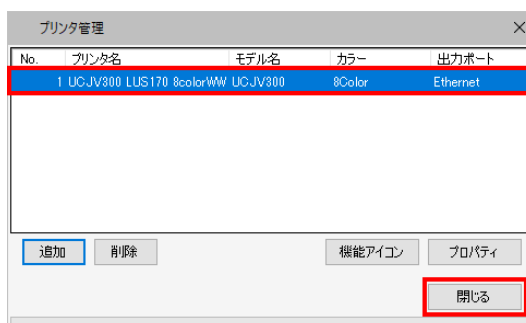 プリンタ管理
No. プリンタ名 モデル名 カラー 出力ポート
1 UCJV300 LUS170 8colorWW UCJV300 8Color Ethernet
追加 削除 機能アイコン プロパティ
閉じる